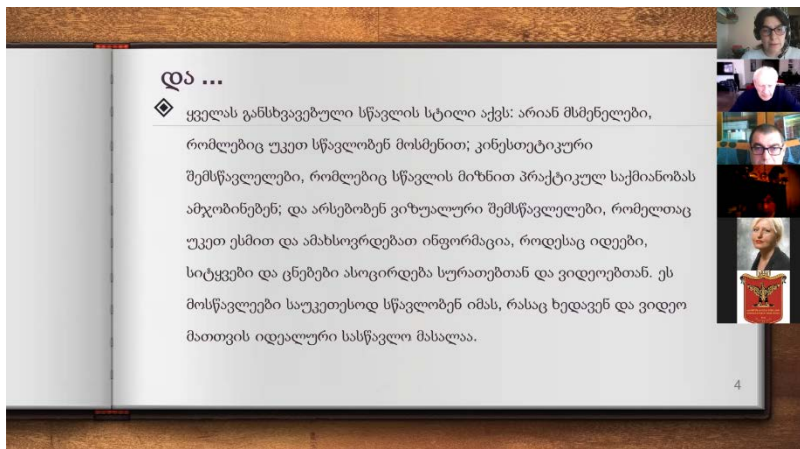 და ...
ყველას განსხვავებული სწავლის სტილი აქვს: არიან მსმენელები,
რომლებიც უკეთ სწავლობენ მოსმენით; კინესთეტიკური
შემსწავლელები, რომლებიც სწავლის მიზნით პრაქტიკულ საქმიანობას
ამჯობინებენ; და არსებობენ ვიზუალური შემსწავლელები, რომელთაც
უკეთ ესმით და ამახსოვრდებათ ინფორმაცია, როდესაც იდეები,
სიტყვები და ცნებები ასოცირდება სურათებთან და ვიდეოებთან. ეს
მოსწავლეები საუკეთესოდ სწავლობენ იმას, რასაც ხედავენ და ვიდეო
მათთვის იდეალური სასწავლო მასალაა.
4